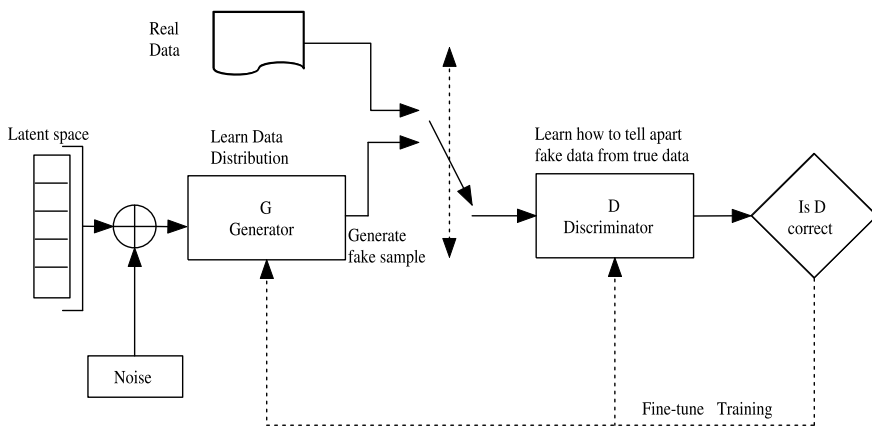 Real
Data
Latent space
Learn Data
Distribution
Learn how to tell apart
fake data from true data
G
Generator
Generate
fake sample
D
Discriminator
Is D
correct
Noise
Fine-tune Training